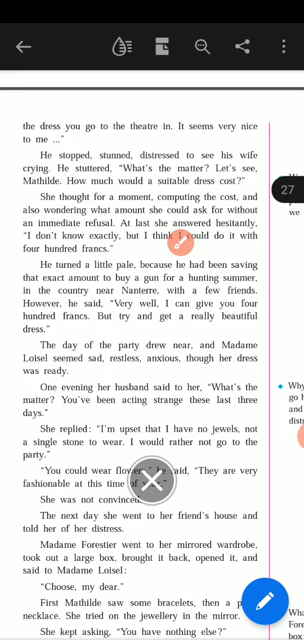 the dress you go to the theatre in. It seems very nice
to me ..."
He stopped, stunned, distressed to see his wife
crying. He stuttered, “What's the matter? Let's see,
Mathilde. How much would a suitable dress cost?”
She thought for a moment, computing the cost, and
also wondering what amount she could ask for without
an immediate refusal. At last she answered hesitantly,
“I don't know exactly, but I think I could do it with
four hundred francs.”
He turned a little pale, because he had been saving
that exact amount to buy a gun for a hunting summer,
in the country near Nanterre, with a few friends.
However, he said, “Very well, I can give you four
hundred francs. But try and get a really beautiful
dress.”
The day of the party drew near, and Madame
Loisel seemed sad, restless, anxious, though her dress
was ready.
One evening her husband said to her, “What's the
matter? You've been acting strange these last three
days.”
She replied: “I'm upset that I have no jewels, not
a single stone to wear. I would rather not go to the
party.”
“You could wear said, “They are very
fashionable at this time of
She was not convinced
The next day she went to her friend's house and
told her of her distress.
Madame Forestier went to her mirrored wardrobe,
took out a large box, brought it back, opened it, and
said to Madame Loisel:
“Choose, my dear.”
First Mathilde saw some bracelets, then a
necklace. She tried on the jewellery in the mirror.
She kept asking, “You have nothing else?”
27
we
Why
go
and